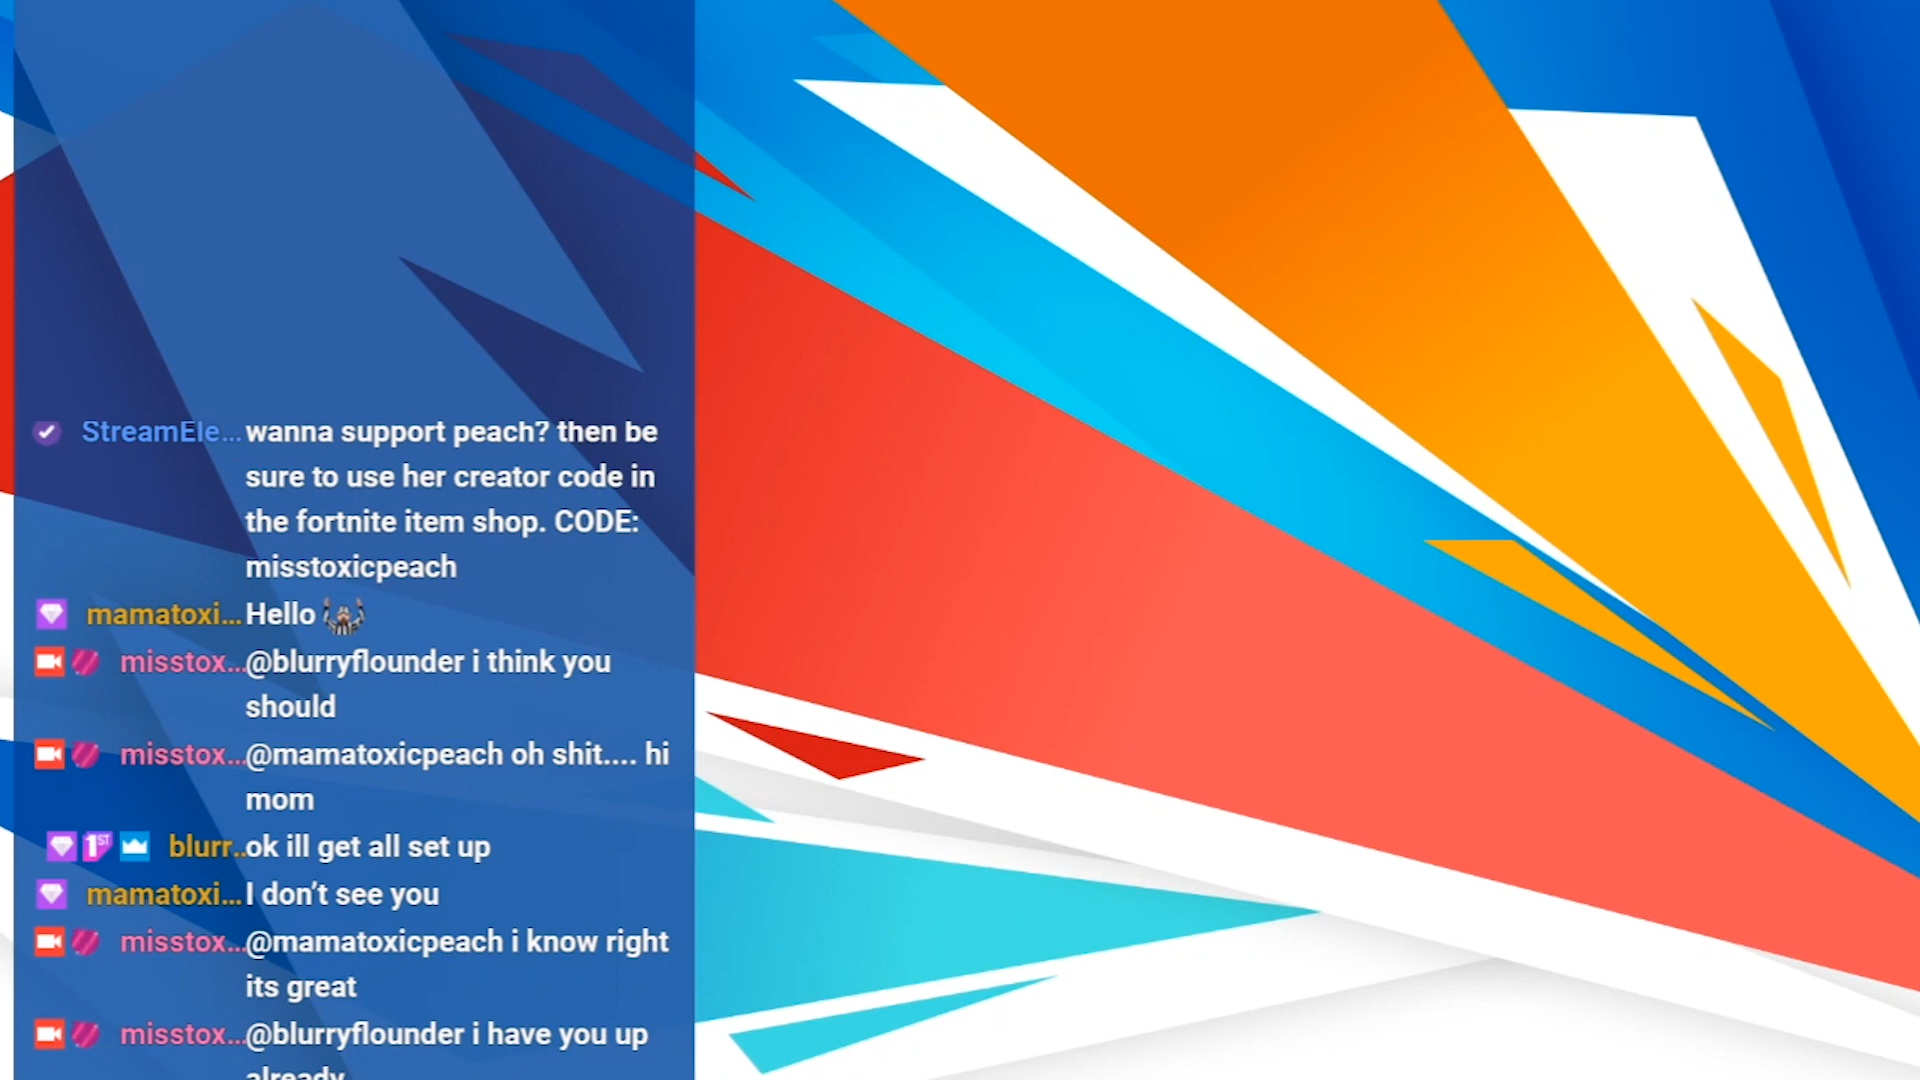 StreamEle... wanna support peach? then be
sure to use her creator code in
the fortnite item shop. CODE:
misstoxicpeach
mamatoxi... Hello
misstox... @blurryflounder i think you
should
misstox... @mamatoxicpeach oh shit.... hi
mom
1ST blurr.. ok ill get all set up
mamatoxi... I don't see you
misstox... @mamatoxicpeach i know right
its great
misstox... @blurryflounder i have you up
already